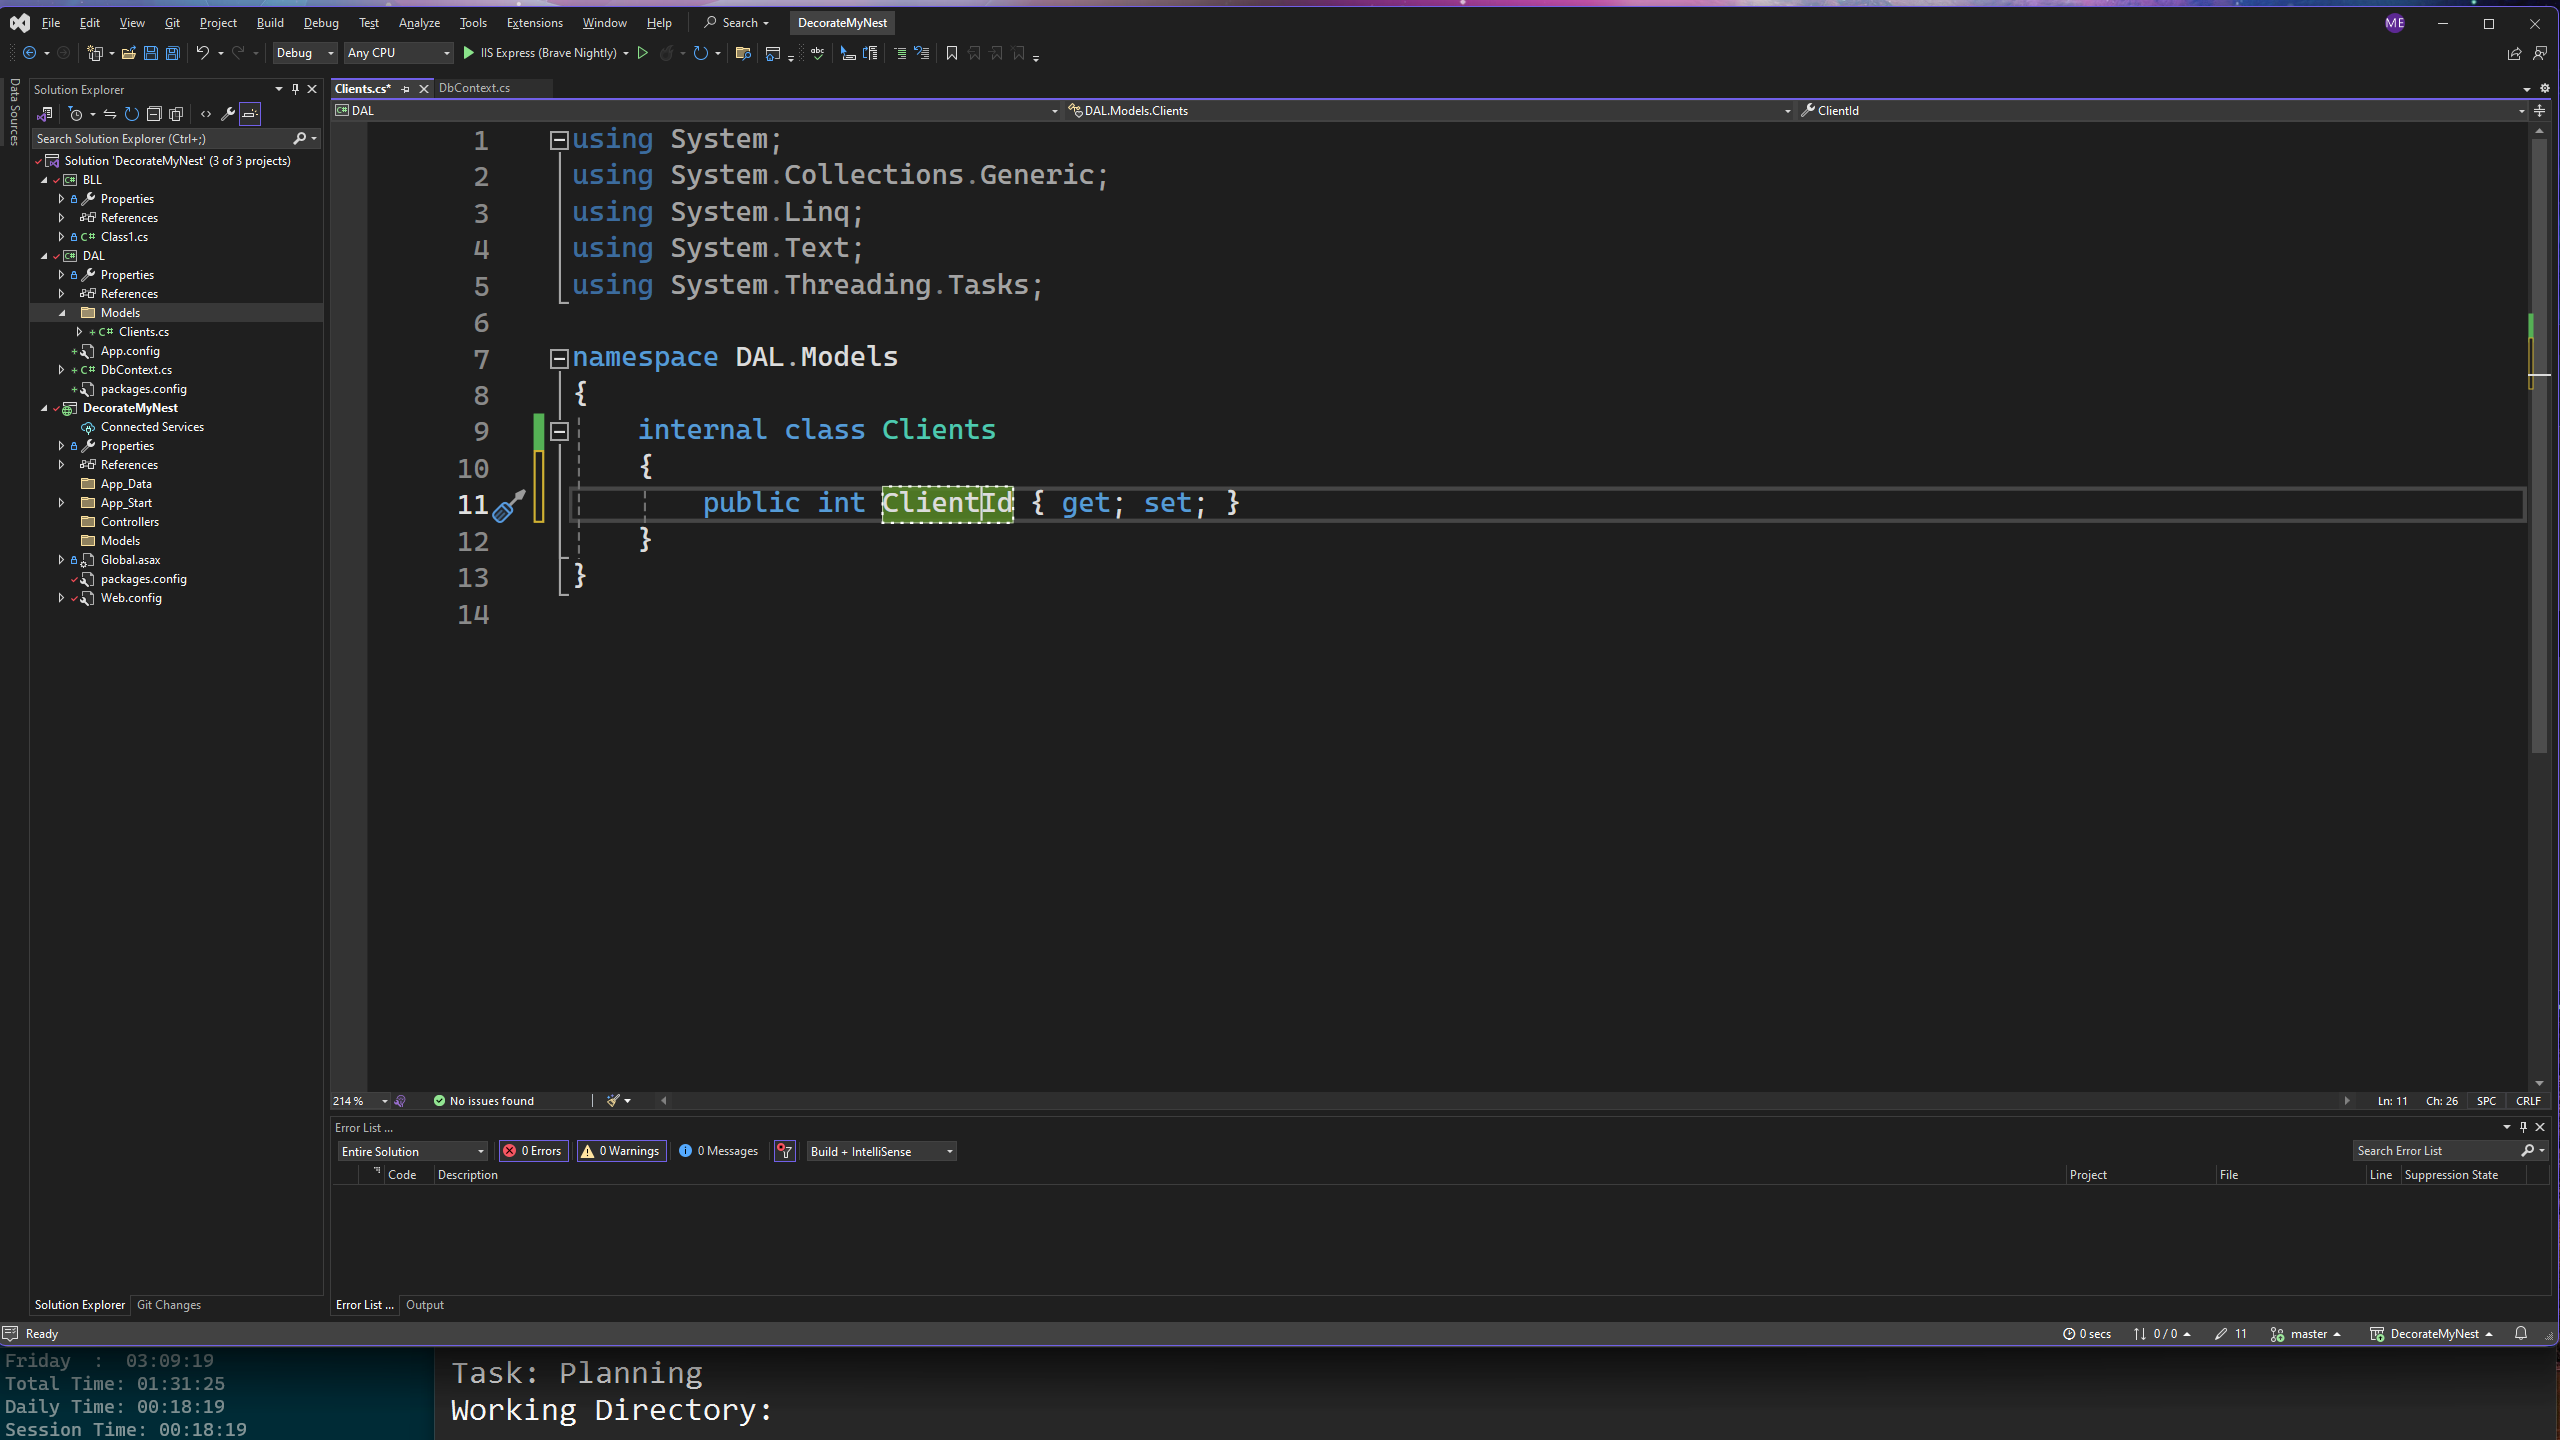 File Edit View Git Project Build Debug Test Analyze Tools Extensions Window Help Search DecorateMyNest ME
Debug Any CPU IIS Express (Brave Nightly)
Data Sources
Solution Explorer
Search Solution Explorer (Ctrl+;)
Solution 'DecorateMyNest' (3 of 3 projects)
BLL
Properties
References
C# Class1.cs
DAL
Properties
References
Models
C# Clients.cs
App.config
C# DbContext.cs
packages.config
DecorateMyNest
Connected Services
Properties
References
App_Data
App_Start
Controllers
Models
Global.asax
packages.config
Web.config
Solution Explorer Git Changes
Clients.cs* DbContext.cs
C# DAL DAL.Models.Clients ClientId
1 using System;
2 using System.Collections.Generic;
3 using System.Linq;
4 using System.Text;
5 using System.Threading.Tasks;
6
7 namespace DAL.Models
8 {
9 internal class Clients
10 {
11 public int ClientId { get; set; }
12 }
13 }
14
214 % No issues found Ln: 11 Ch: 26 SPC CRLF
Error List ...
Entire Solution 0 Errors 0 Warnings 0 Messages Build + IntelliSense Search Error List
Code Description Project File Line Suppression State
Error List ... Output
Ready 0 secs 0 / 0 11 master DecorateMyNest
Friday : 03:09:19
Total Time: 01:31:25
Daily Time: 00:18:19
Session Time: 00:18:19
Task: Planning
Working Directory: